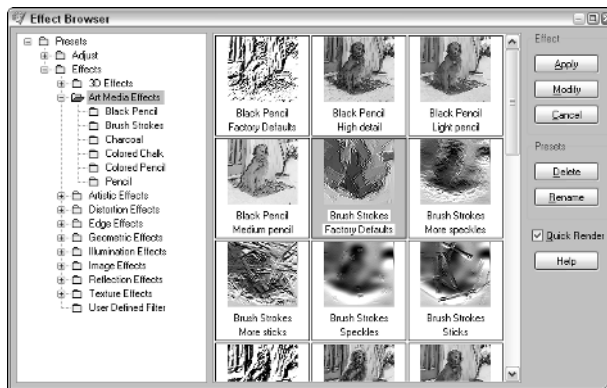 Effect Browser
Presets
Adjust
Effects
3D Effects
Art Media Effects
Black Pencil
Brush Strokes
Charcoal
Colored Chalk
Colored Pencil
Pencil
Artistic Effects
Distortion Effects
Edge Effects
Geometric Effects
Illumination Effects
Image Effects
Reflection Effects
Texture Effects
User Defined Filter
Black Pencil
Factory Defaults
Black Pencil
High detail
Black Pencil
Light pencil
Black Pencil
Medium pencil
Brush Strokes
Factory Defaults
Brush Strokes
More speckles
Brush Strokes
More sticks
Brush Strokes
Speckles
Brush Strokes
Sticks
Effect
Apply
Modify
Cancel
Presets
Delete
Rename
Quick Render
Help